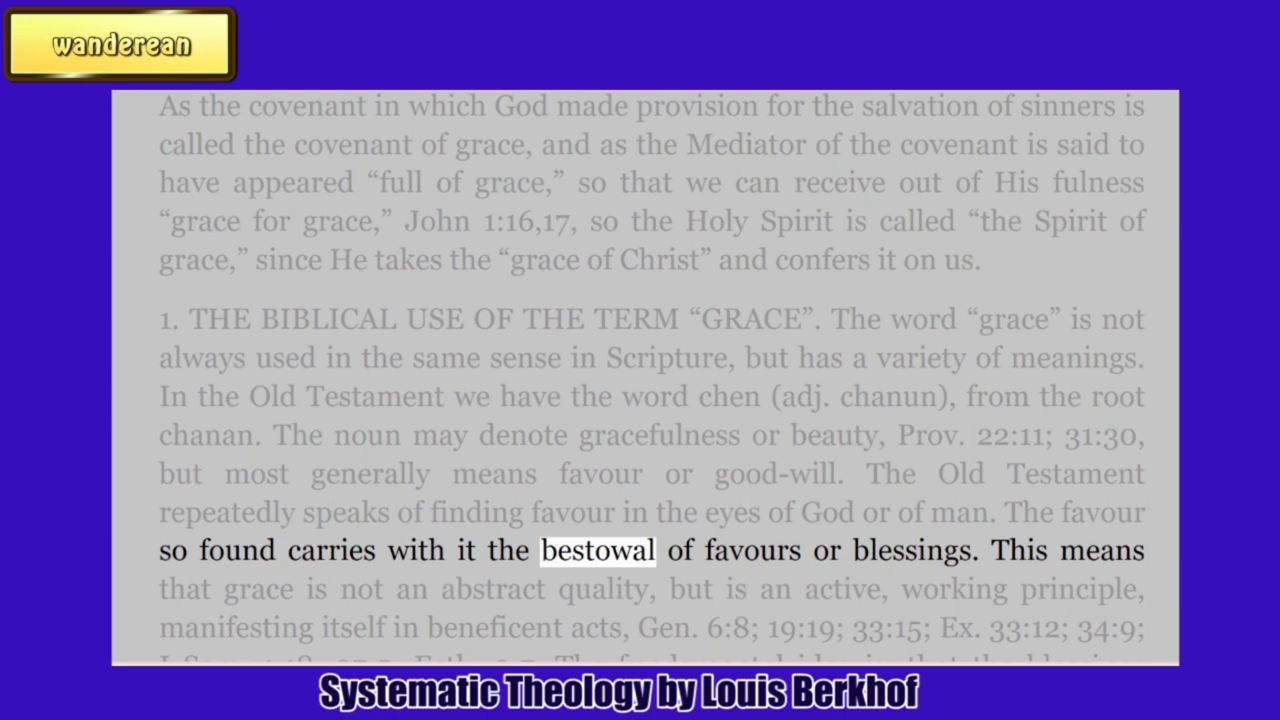 wanderean
As the covenant in which God made provision for the salvation of sinners is
called the covenant of grace, and as the Mediator of the covenant is said to
have appeared “full of grace,” so that we can receive out of His fulness
“grace for grace,” John 1:16,17, so the Holy Spirit is called “the Spirit of
grace,” since He takes the “grace of Christ” and confers it on us.
1. THE BIBLICAL USE OF THE TERM “GRACE”. The word “grace” is not
always used in the same sense in Scripture, but has a variety of meanings.
In the Old Testament we have the word chen (adj. chanun), from the root
chanan. The noun may denote gracefulness or beauty, Prov. 22:11; 31:30,
but most generally means favour or good-will. The Old Testament
repeatedly speaks of finding favour in the eyes of God or of man. The favour
so found carries with it the bestowal of favours or blessings. This means
that grace is not an abstract quality, but is an active, working principle,
manifesting itself in beneficent acts, Gen. 6:8; 19:19; 33:15; Ex. 33:12; 34:9;
Systematic Theology by Louis Berkhof